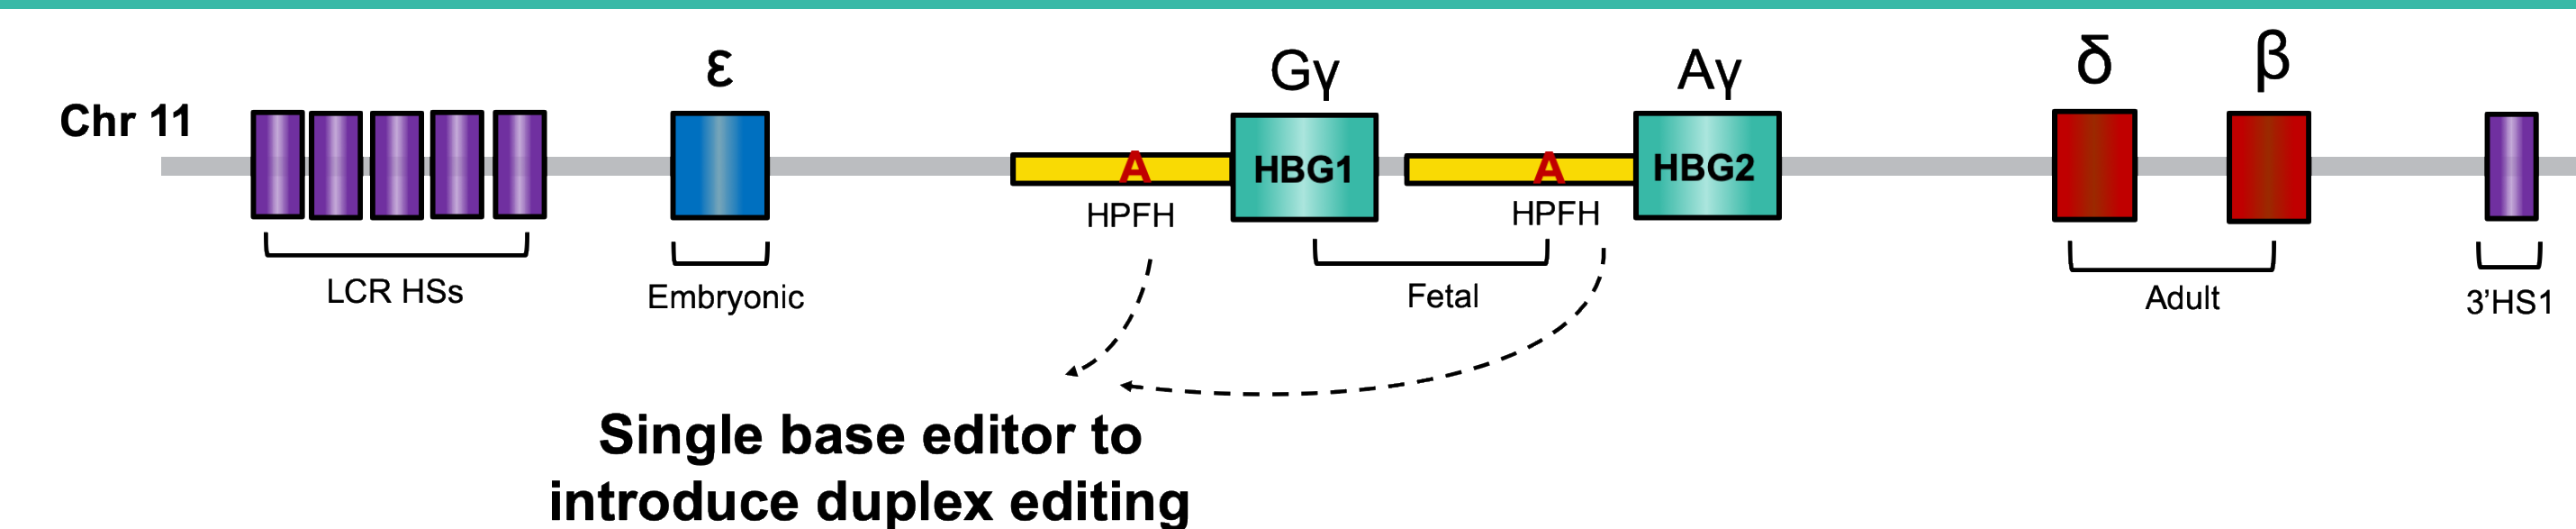 Chr 11
ε
Gγ
Aγ
δ
β
A
HBG1
A
HBG2
HPFH
HPFH
LCR HSs
Embryonic
Fetal
Adult
3’HS1
Single base editor to
introduce duplex editing